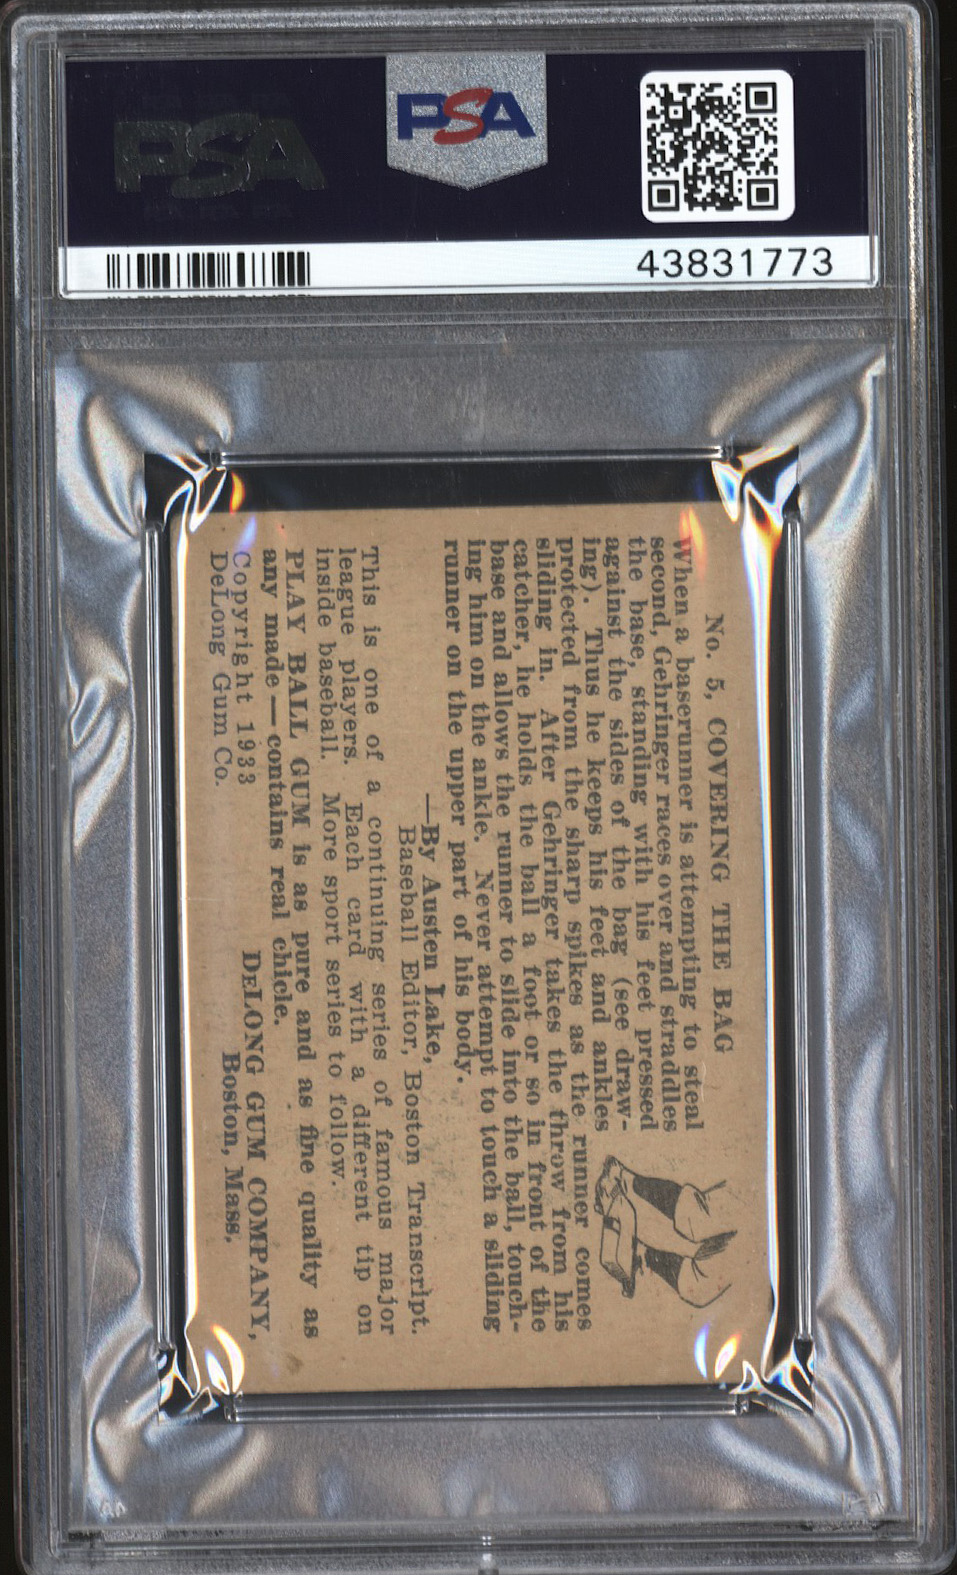 PSA
PSA
43831773
No. 5, COVERING THE BAG
When a baserunner is attempting to steal
second, Gehringer races over and straddles
the base, standing with his feet pressed
against the sides of the bag (see draw-
ing). Thus he keeps his feet and ankles
protected from the sharp spikes as the runner comes
sliding in. After Gehringer takes the throw from his
catcher, he holds the ball a foot or so in front of the
base and allows the runner to slide into the ball, touch-
ing him on the ankle. Never attempt to touch a sliding
runner on the upper part of his body.
—By Austen Lake,
Baseball Editor, Boston Transcript.
This is one of a continuing series of famous major
league players. Each card with a different tip on
inside baseball. More sport series to follow.
PLAY BALL GUM is as pure and as fine quality as
any made—contains real chicle.
DeLONG GUM COMPANY,
Boston, Mass.
Copyright 1933
DeLong Gum Co.